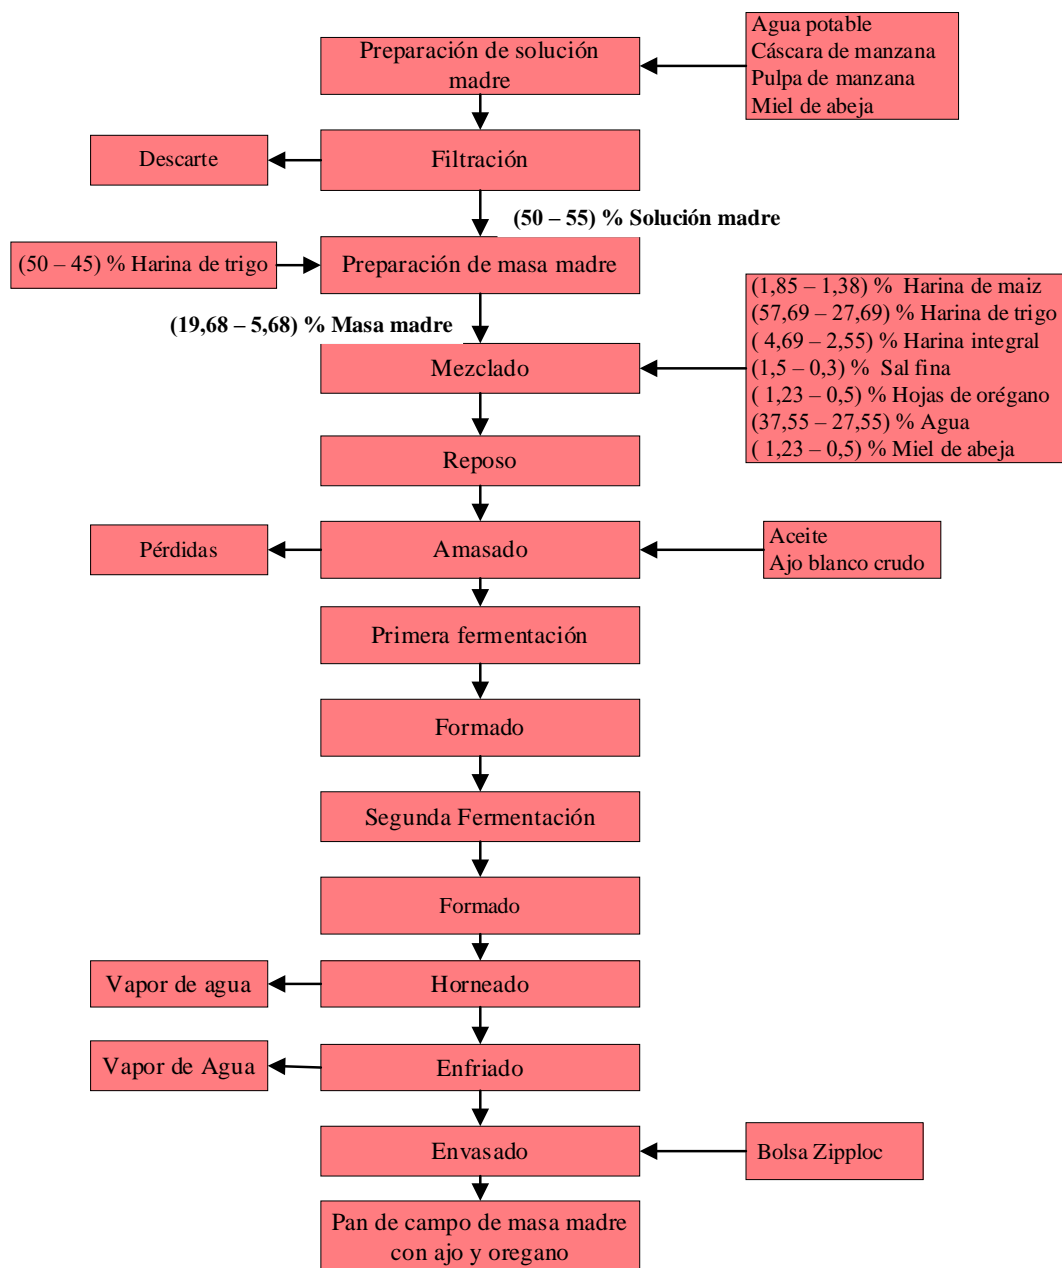 Preparación de solución
madre
Agua potable
Cáscara de manzana
Pulpa de manzana
Miel de abeja
Descarte
Filtración
(50 – 55) % Solución madre
(50 – 45) % Harina de trigo
Preparación de masa madre
(19,68 – 5,68) % Masa madre
Mezclado
(1,85 – 1,38) % Harina de maiz
(57,69 – 27,69) % Harina de trigo
( 4,69 – 2,55) % Harina integral
(1,5 – 0,3) % Sal fina
( 1,23 – 0,5) % Hojas de orégano
(37,55 – 27,55) % Agua
( 1,23 – 0,5) % Miel de abeja
Reposo
Pérdidas
Amasado
Aceite
Ajo blanco crudo
Primera fermentación
Formado
Segunda Fermentación
Formado
Vapor de agua
Horneado
Vapor de Agua
Enfriado
Envasado
Bolsa Zipploc
Pan de campo de masa madre
con ajo y oregano